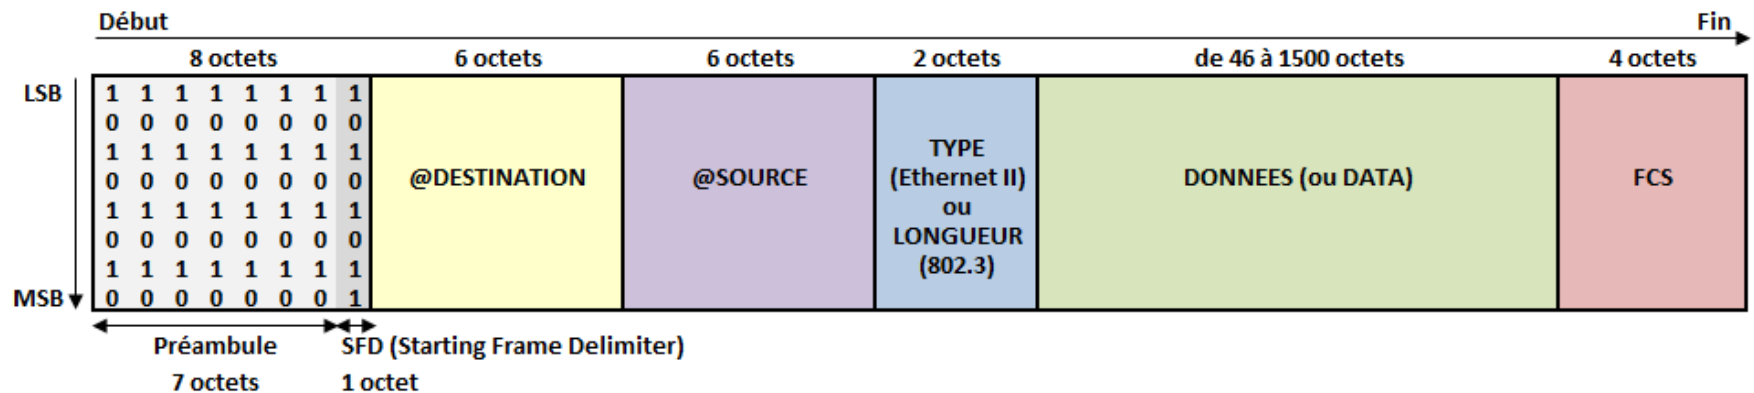 Début Fin
8 octets 6 octets 6 octets 2 octets de 46 à 1500 octets 4 octets
LSB 1 1 1 1 1 1 1 1
0 0 0 0 0 0 0 0
1 1 1 1 1 1 1 1
0 0 0 0 0 0 0 0
1 1 1 1 1 1 1 1
0 0 0 0 0 0 0 0
1 1 1 1 1 1 1 1
MSB 0 0 0 0 0 0 0 1
@DESTINATION
@SOURCE
TYPE
(Ethernet II)
ou
LONGUEUR
(802.3)
DONNEES (ou DATA)
FCS
Préambule SFD (Starting Frame Delimiter)
7 octets 1 octet